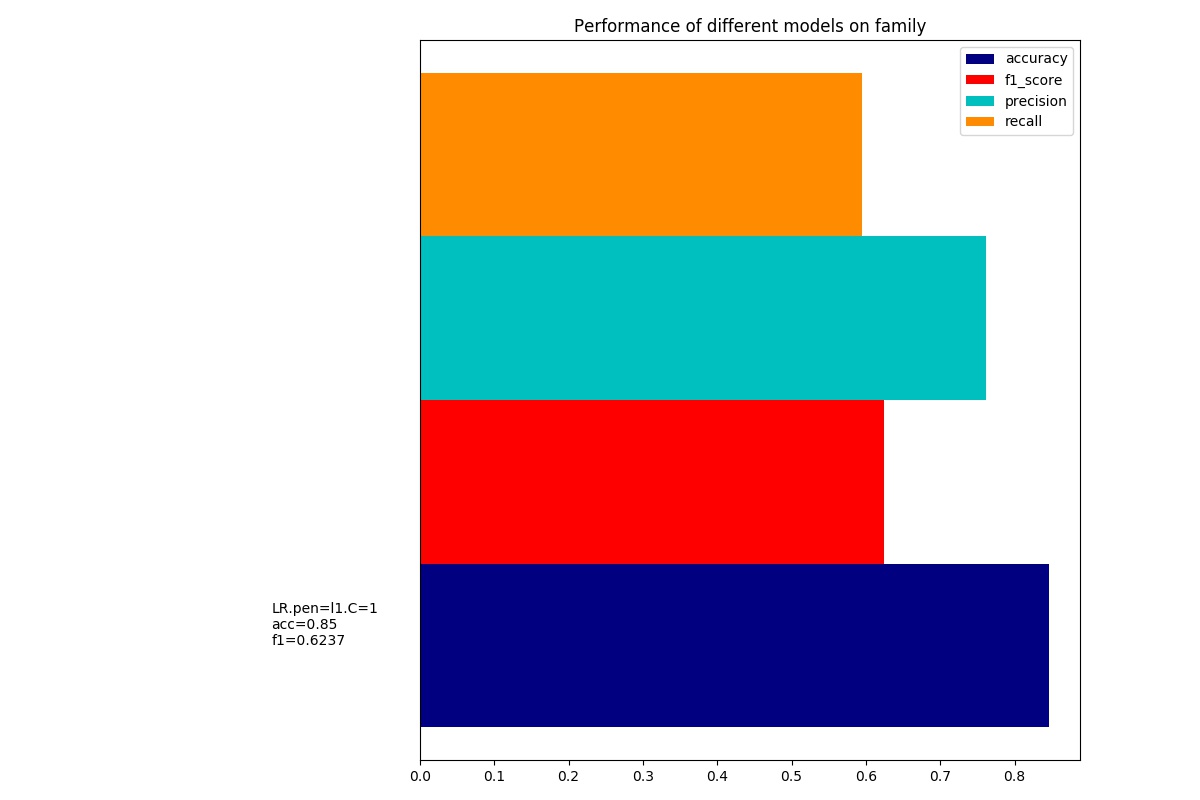 Performance of different models on family
accuracy
f1_score
precision
recall
LR.pen=l1.C=1
acc=0.85
f1=0.6237
0.0 0.1 0.2 0.3 0.4 0.5 0.6 0.7 0.8